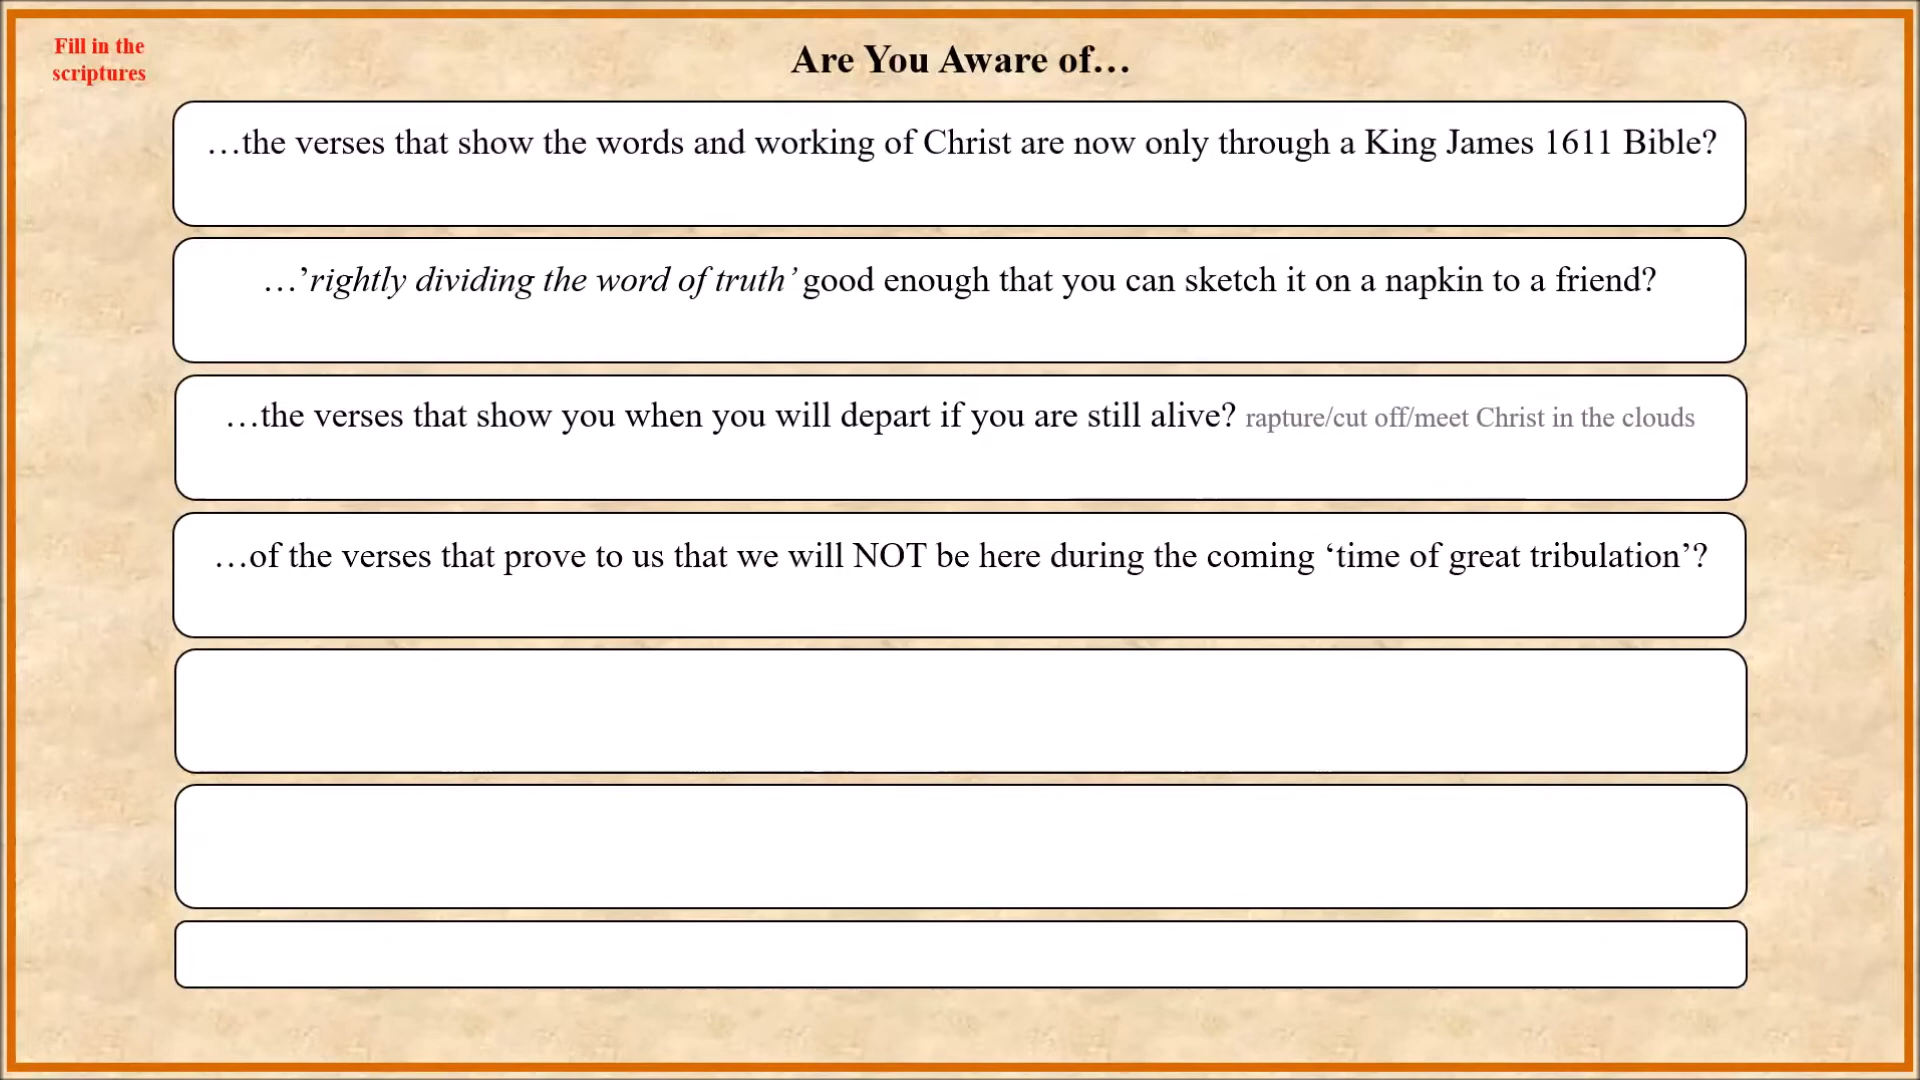 Fill in the
scriptures
Are You Aware of…
…the verses that show the words and working of Christ are now only through a King James 1611 Bible?
…’rightly dividing the word of truth’ good enough that you can sketch it on a napkin to a friend?
…the verses that show you when you will depart if you are still alive? rapture/cut off/meet Christ in the clouds
…of the verses that prove to us that we will NOT be here during the coming ‘time of great tribulation’?